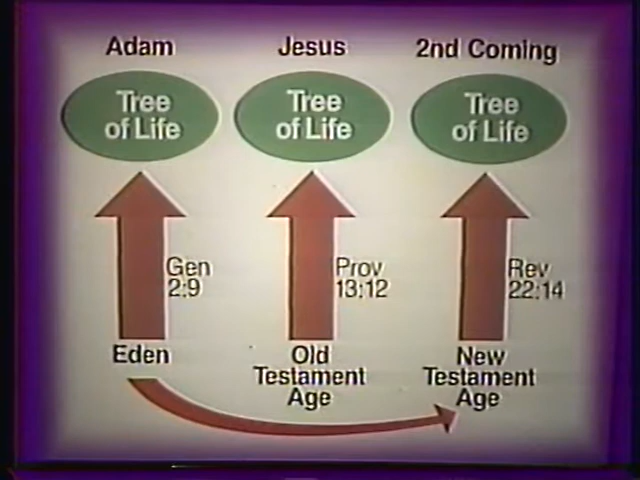 Adam
Jesus
2nd Coming
Tree
of Life
Tree
of Life
Tree
of Life
Gen
2:9
Prov
13:12
Rev
22:14
Eden
Old
Testament
Age
New
Testament
Age